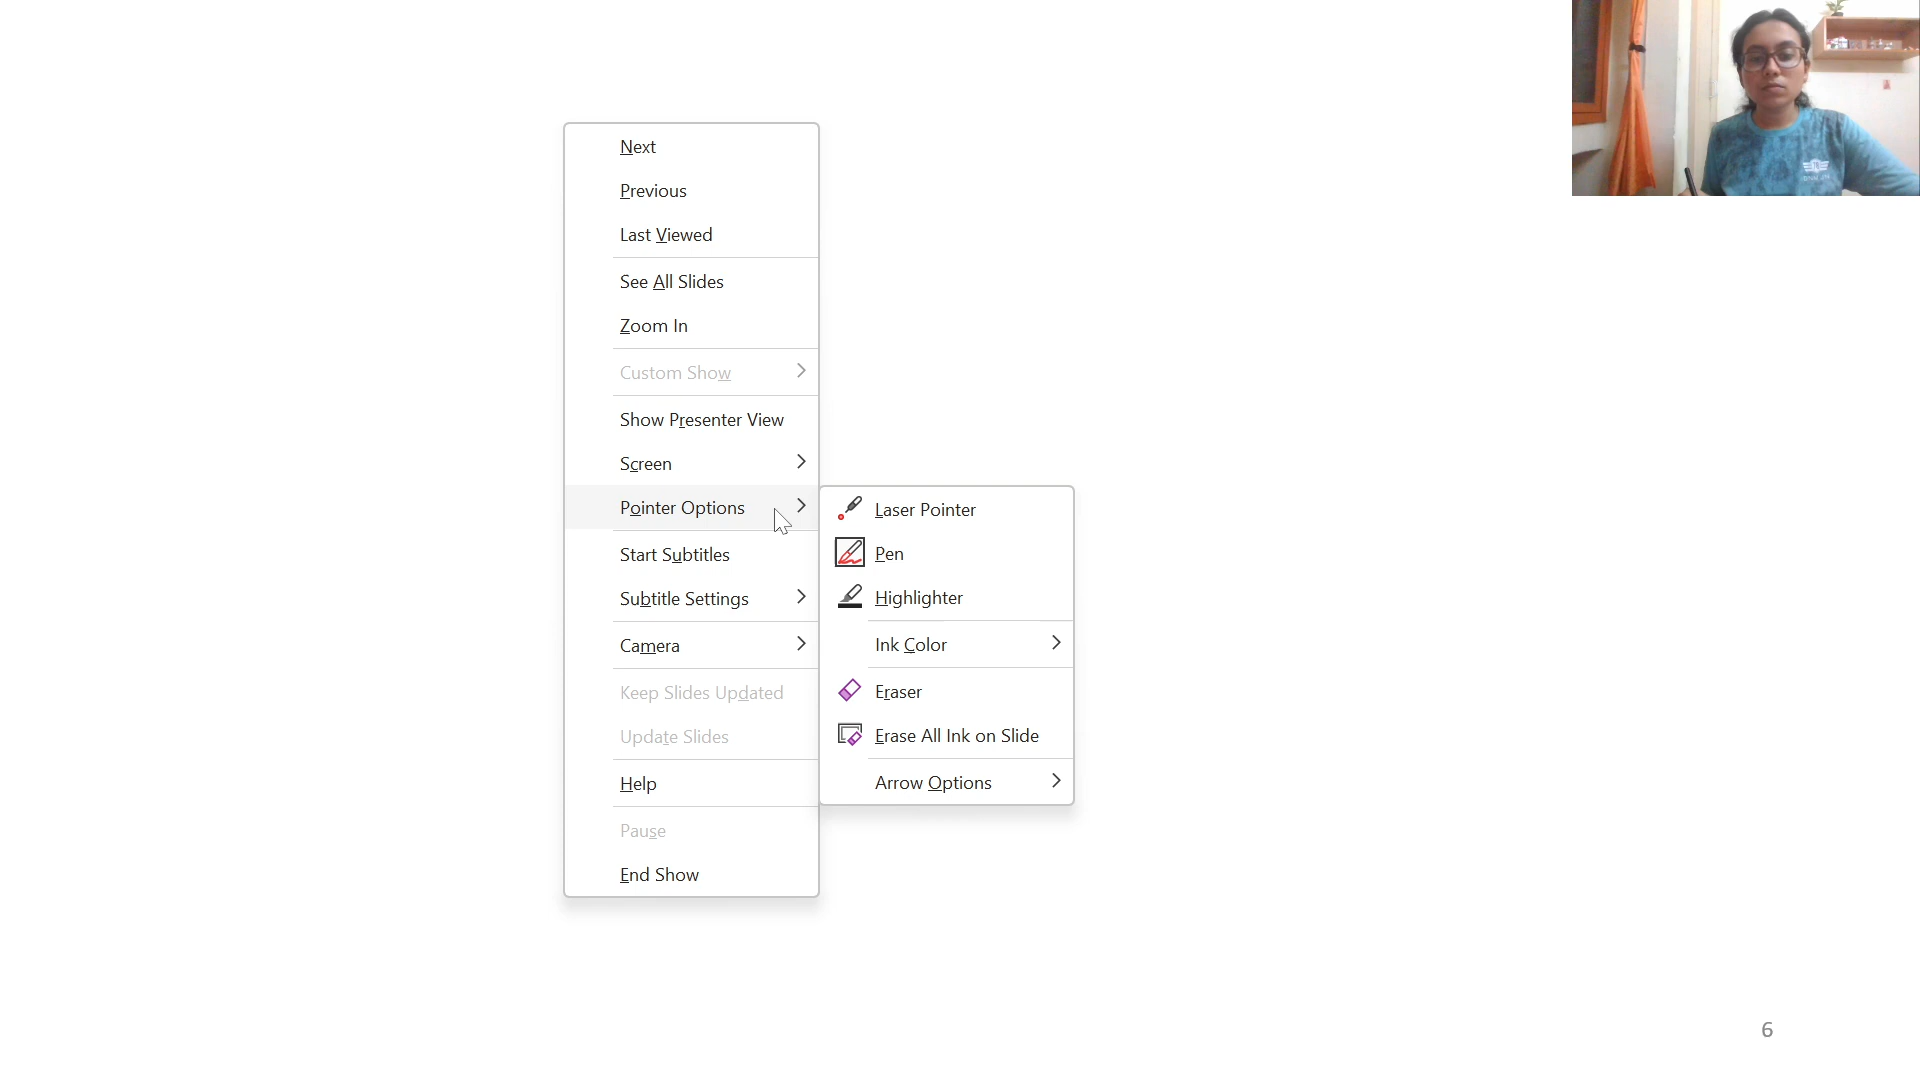 Next
Previous
Last Viewed
See All Slides
Zoom In
Custom Show
Show Presenter View
Screen
Pointer Options
Start Subtitles
Subtitle Settings
Camera
Keep Slides Updated
Update Slides
Help
Pause
End Show
Laser Pointer
Pen
Highlighter
Ink Color
Eraser
Erase All Ink on Slide
Arrow Options
6